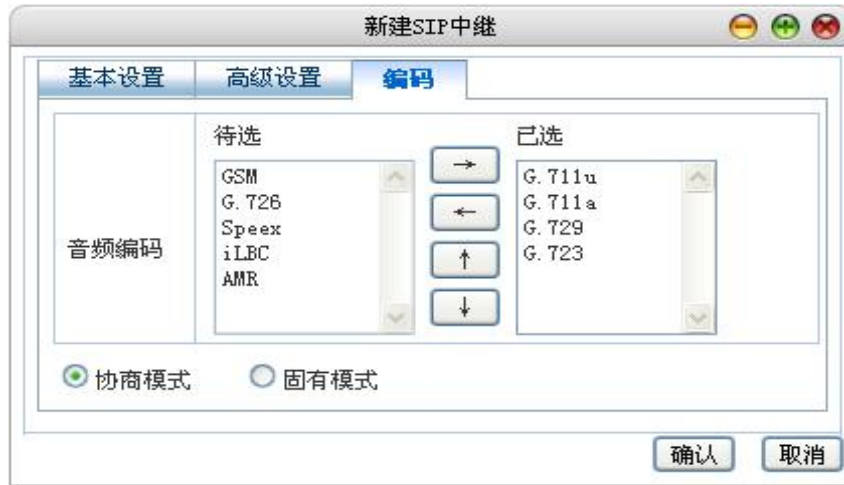 新建SIP中继
基本设置
高级设置
编码
音频编码
待选
GSM
G.726
Speex
iLBC
AMR
→
←
↑
↓
已选
G.711u
G.711a
G.729
G.723
协商模式
固有模式
确认
取消